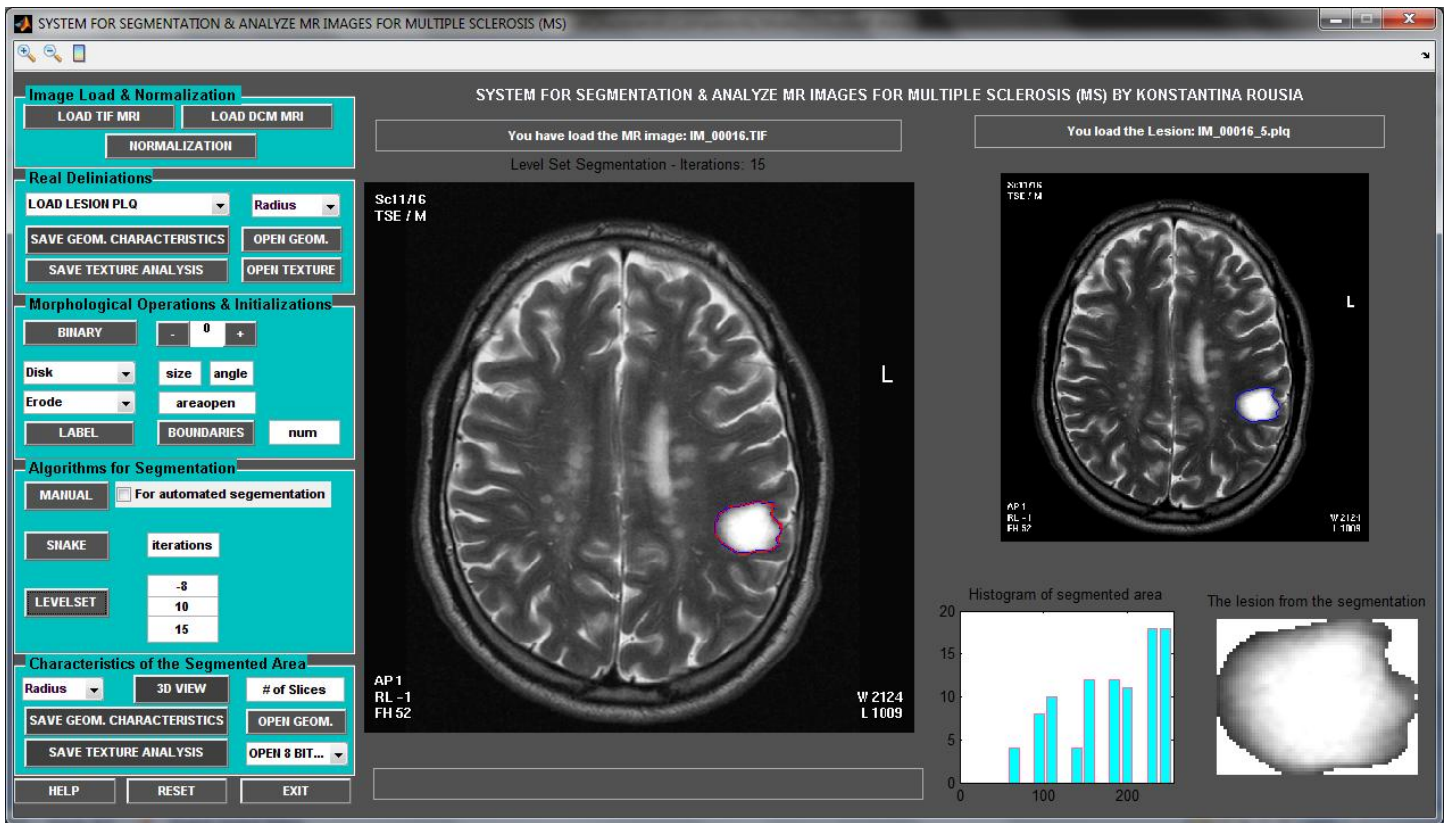 SYSTEM FOR SEGMENTATION & ANALYZE MR IMAGES FOR MULTIPLE SCLEROSIS (MS)
Image Load & Normalization
LOAD TIF MRI
LOAD DCM MRI
NORMALIZATION
Real Deliniations
LOAD LESION PLQ
Radius
SAVE GEOM. CHARACTERISTICS
OPEN GEOM.
SAVE TEXTURE ANALYSIS
OPEN TEXTURE
Morphological Operations & Initializations
BINARY
- 0 +
Disk
size
angle
Erode
areaopen
LABEL
BOUNDARIES
num
Algorithms for Segmentation
MANUAL
For automated segementation
SNAKE
iterations
LEVELSET
-8
10
15
Characteristics of the Segmented Area
Radius
3D VIEW
# of Slices
SAVE GEOM. CHARACTERISTICS
OPEN GEOM.
SAVE TEXTURE ANALYSIS
OPEN 8 BIT...
HELP
RESET
EXIT
SYSTEM FOR SEGMENTATION & ANALYZE MR IMAGES FOR MULTIPLE SCLEROSIS (MS) BY KONSTANTINA ROUSIA
You have load the MR image: IM_00016.TIF
Level Set Segmentation - Iterations: 15
Sc11/16
TSE / M
L
AP 1
RL -1
FH 52
W 2124
L 1009
You load the Lesion: IM_00016_5.plq
Sc11/16
TSE / M
L
AP 1
RL -1
FH 52
W 2124
L 1009
Histogram of segmented area
20
15
10
5
0
0 100 200
The lesion from the segmentation